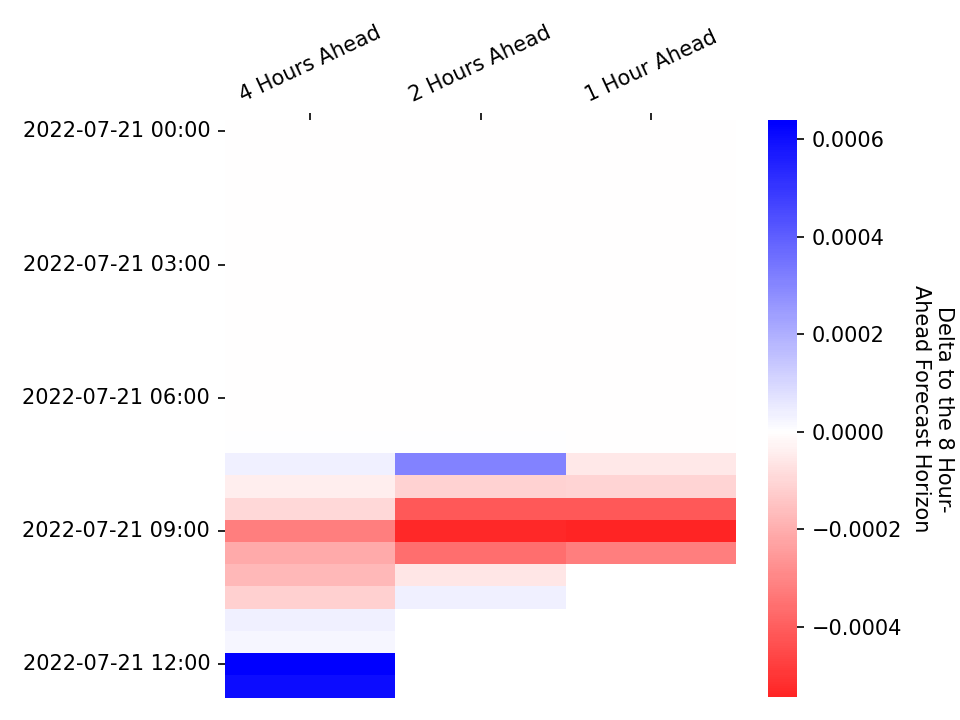 4 Hours Ahead
2 Hours Ahead
1 Hour Ahead
2022-07-21 00:00
2022-07-21 03:00
2022-07-21 06:00
2022-07-21 09:00
2022-07-21 12:00
0.0006
0.0004
0.0002
0.0000
−0.0002
−0.0004
Delta to the 8 Hour-
Ahead Forecast Horizon